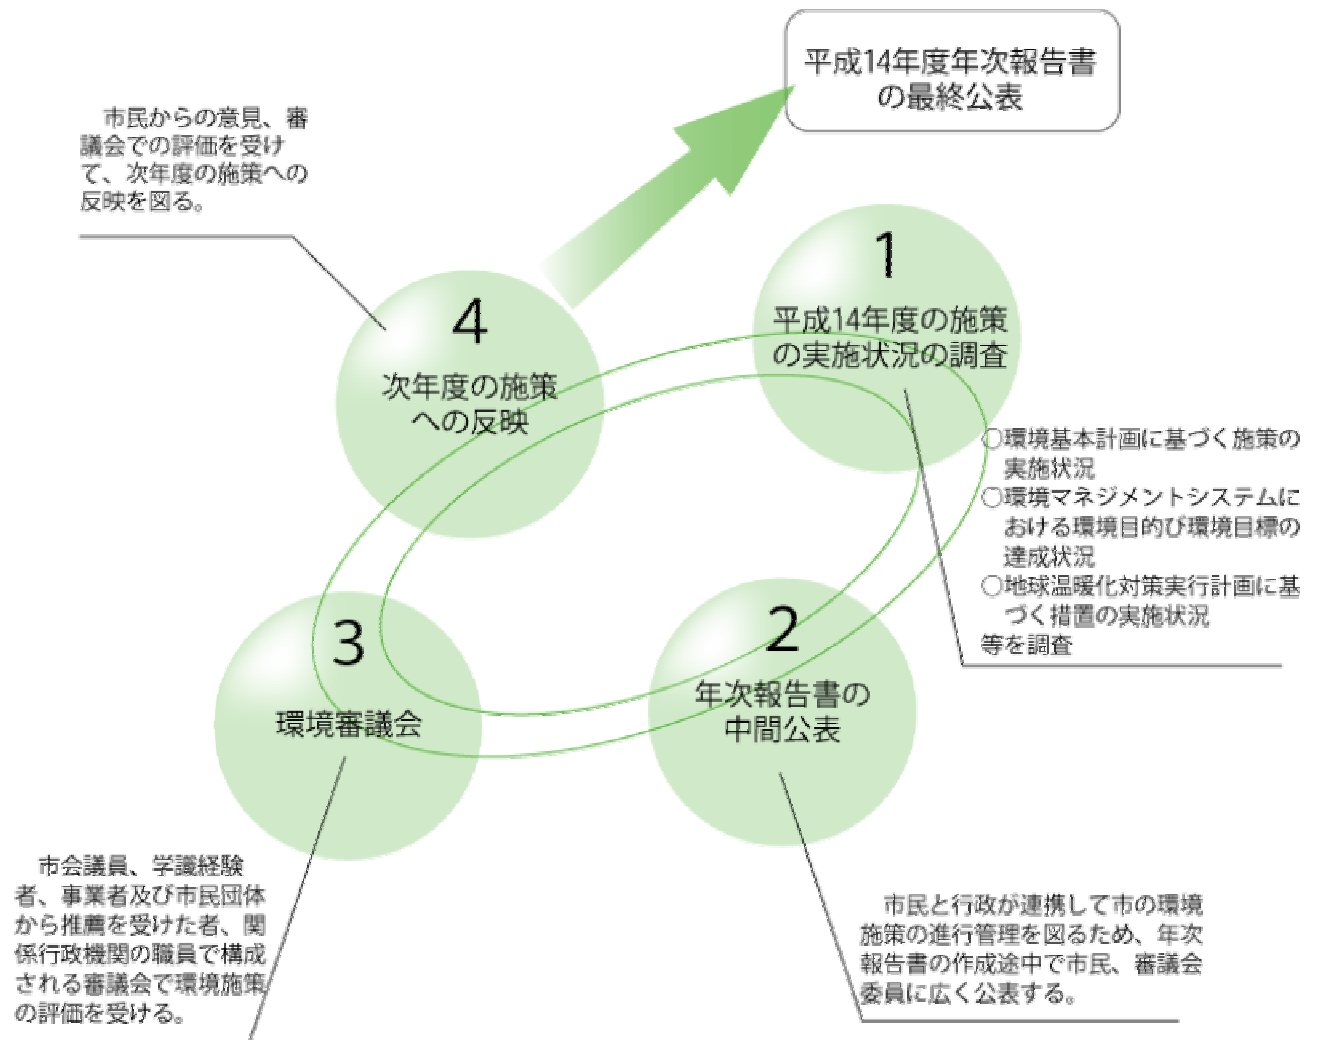 平成14年度年次報告書
の最終公表
市民からの意見、審
議会での評価を受け
て、次年度の施策への
反映を図る。
1
平成14年度の施策
の実施状況の調査
4
次年度の施策
への反映
○環境基本計画に基づく施策の
実施状況
○環境マネジメントシステムに
おける環境目的び環境目標の
達成状況
○地球温暖化対策実行計画に基
づく措置の実施状況
等を調査
2
年次報告書の
中間公表
3
環境審議会
市会議員、学識経験
者、事業者及び市民団体
から推薦を受けた者、関
係行政機関の職員で構成
される審議会で環境施策
の評価を受ける。
市民と行政が連携して市の環境
施策の進行管理を図るため、年次
報告書の作成途中で市民、審議会
委員に広く公表する。